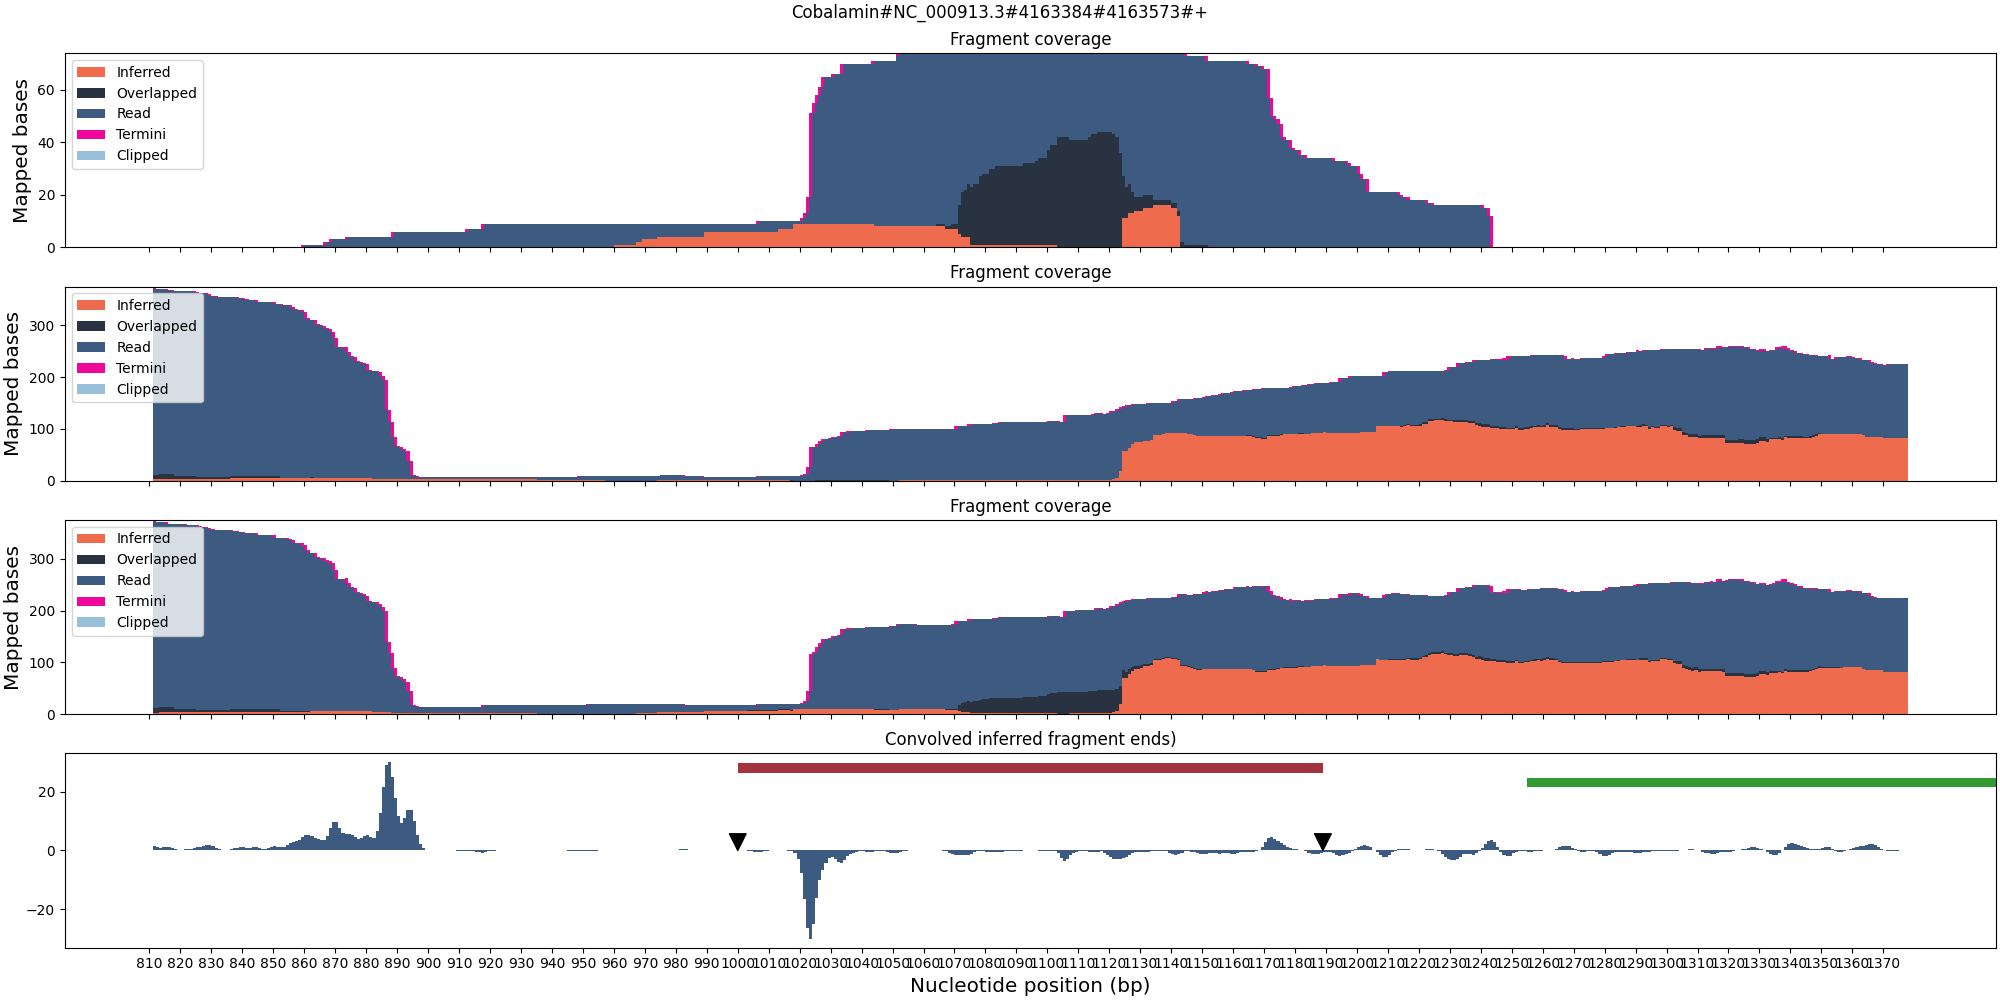 Cobalamin#NC_000913.3#4163384#4163573#+
Fragment coverage
Mapped bases
60
40
20
0
Inferred
Overlapped
Read
Termini
Clipped
Fragment coverage
Mapped bases
300
200
100
0
Inferred
Overlapped
Read
Termini
Clipped
Fragment coverage
Mapped bases
300
200
100
0
Inferred
Overlapped
Read
Termini
Clipped
Convolved inferred fragment ends)
20
0
−20
810 820 830 840 850 860 870 880 890 900 910 920 930 940 950 960 970 980 990 1000 1010 1020 1030 1040 1050 1060 1070 1080 1090 1100 1110 1120 1130 1140 1150 1160 1170 1180 1190 1200 1210 1220 1230 1240 1250 1260 1270 1280 1290 1300 1310 1320 1330 1340 1350 1360 1370
Nucleotide position (bp)